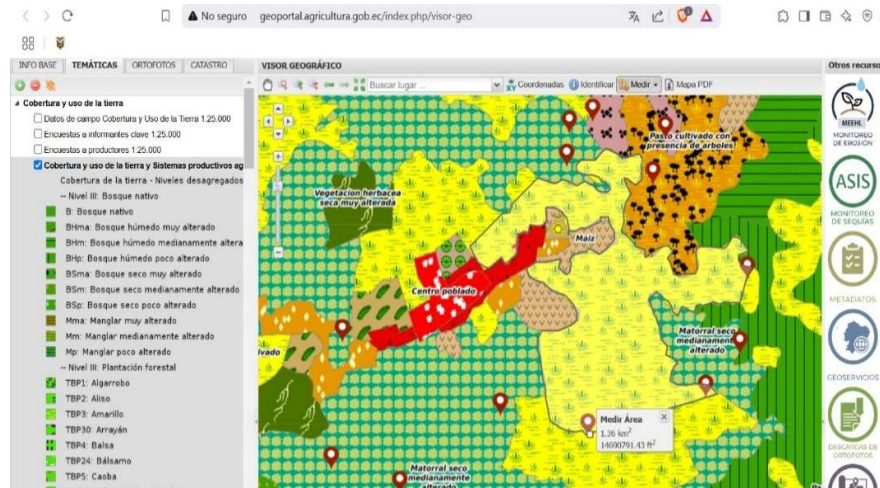 No seguro geoportal.agricultura.gob.ec/index.php/visor-geo
INFO BASE TEMÁTICAS ORTOFOTOS CATASTRO
VISOR GEOGRÁFICO
Otros recurso
Buscar lugar ... Coordenadas Identificar Medir Mapa PDF
Cobertura y uso de la tierra
Datos de campo Cobertura y Uso de la Tierra 1:25.000
Encuestas a informantes clave 1:25.000
Encuestas a productores 1:25.000
Cobertura y uso de la tierra y Sistemas productivos ag
Cobertura de la tierra - Niveles desagregados
-- Nivel III: Bosque nativo
B: Bosque nativo
BHma: Bosque húmedo muy alterado
BHm: Bosque húmedo medianamente altera
BHp: Bosque húmedo poco alterado
BSma: Bosque seco muy alterado
BSm: Bosque seco medianamente alterado
BSp: Bosque seco poco alterado
Mma: Manglar muy alterado
Mm: Manglar medianamente alterado
Mp: Manglar poco alterado
-- Nivel III: Plantación forestal
TBP1: Algarrobo
TBP2: Aliso
TBP3: Amarillo
TBP30: Arrayán
TBP4: Balsa
TBP24: Bálsamo
TBP5: Caoba
Pasto cultivado con
presencia de arboles
Vegetacion herbacea
seca muy alterada
Maiz
Centro poblado
Matorral seco
medianament
alterado
ivado
Medir Área
1.36 km²
14690791.43 ft²
Matorral seco
medianamente
alterado
MEEHL
MONITOREO
DE EROSIÓN
ASIS
MONITOREO
DE SEQUÍAS
METADATOS
GEOSERVICIOS
DESCARGAS DE
ORTOFOTOS